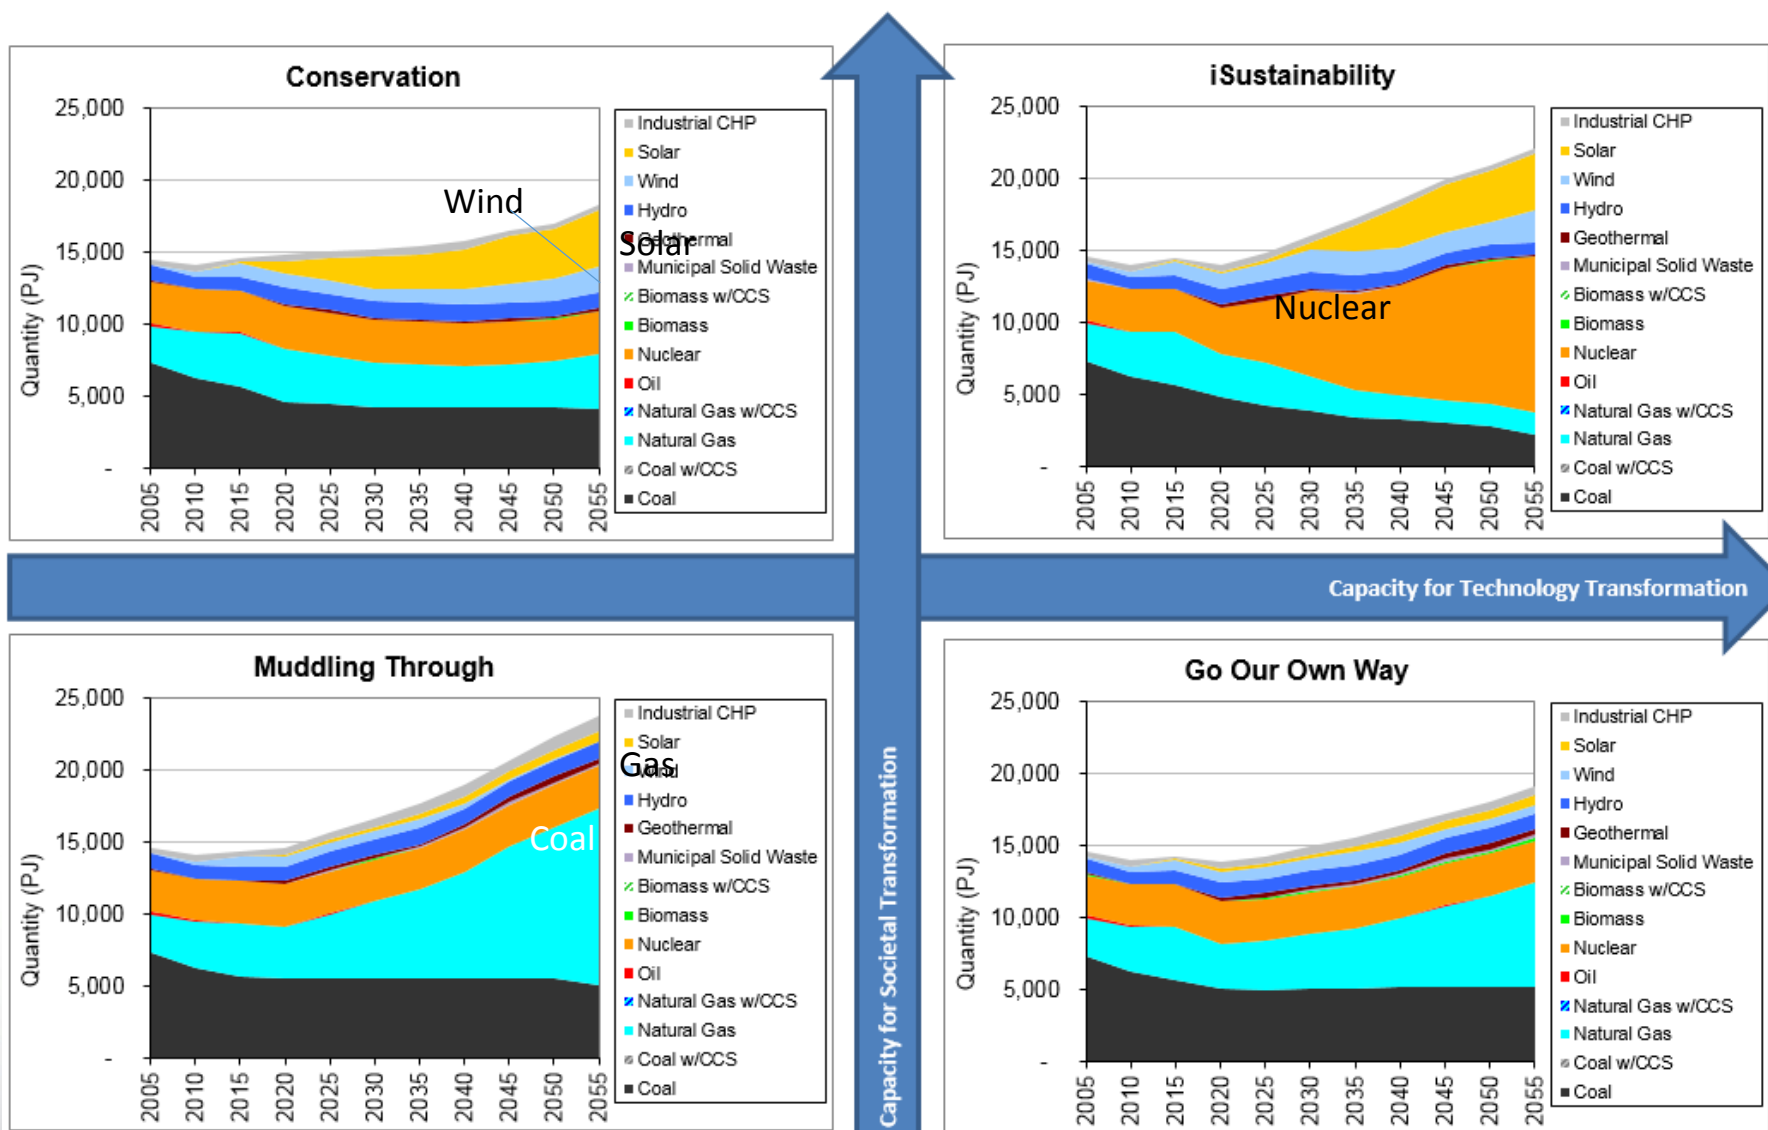 Conservation
25,000
20,000
15,000
10,000
5,000
-
Quantity (PJ)
2005
2010
2015
2020
2025
2030
2035
2040
2045
2050
2055
Wind
Solar
Industrial CHP
Solar
Wind
Hydro
Geothermal
Municipal Solid Waste
Biomass w/CCS
Biomass
Nuclear
Oil
Natural Gas w/CCS
Natural Gas
Coal w/CCS
Coal
iSustainability
25,000
20,000
15,000
10,000
5,000
-
Quantity (PJ)
2005
2010
2015
2020
2025
2030
2035
2040
2045
2050
2055
Nuclear
Industrial CHP
Solar
Wind
Hydro
Geothermal
Municipal Solid Waste
Biomass w/CCS
Biomass
Nuclear
Oil
Natural Gas w/CCS
Natural Gas
Coal w/CCS
Coal
Capacity for Technology Transformation
Capacity for Societal Transformation
Muddling Through
25,000
20,000
15,000
10,000
5,000
-
Quantity (PJ)
2005
2010
2015
2020
2025
2030
2035
2040
2045
2050
2055
Gas
Coal
Industrial CHP
Solar
Wind
Hydro
Geothermal
Municipal Solid Waste
Biomass w/CCS
Biomass
Nuclear
Oil
Natural Gas w/CCS
Natural Gas
Coal w/CCS
Coal
Go Our Own Way
25,000
20,000
15,000
10,000
5,000
-
Quantity (PJ)
2005
2010
2015
2020
2025
2030
2035
2040
2045
2050
2055
Industrial CHP
Solar
Wind
Hydro
Geothermal
Municipal Solid Waste
Biomass w/CCS
Biomass
Nuclear
Oil
Natural Gas w/CCS
Natural Gas
Coal w/CCS
Coal